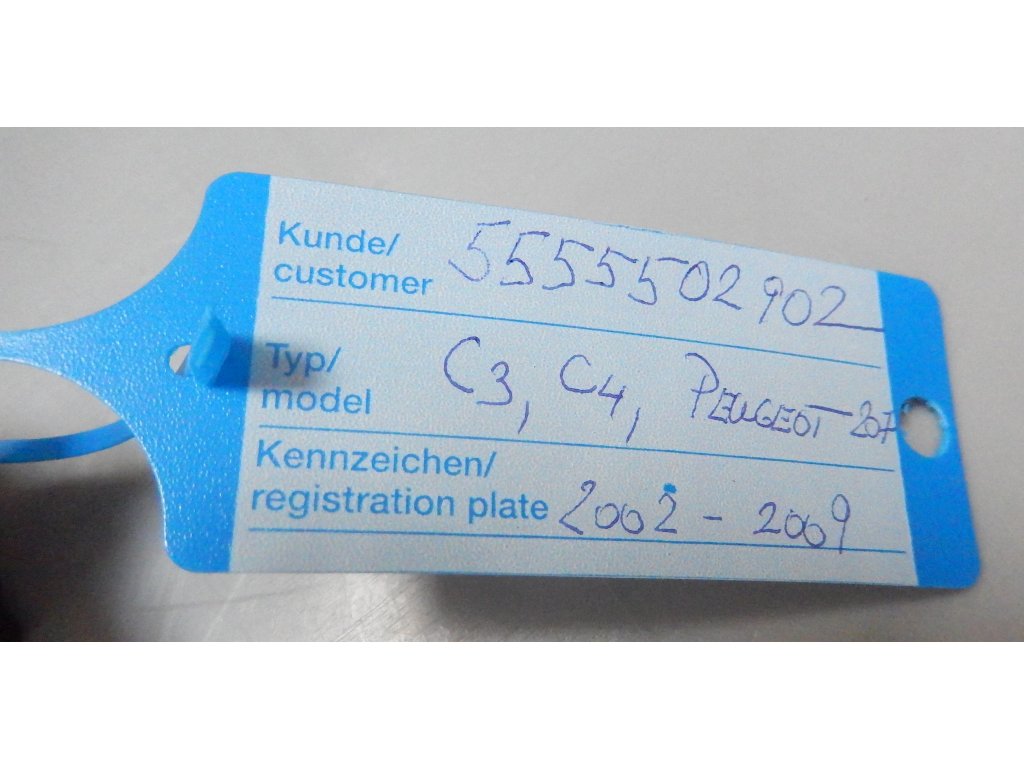 Kunde/
customer 5555502902
Typ/
model C3, C4, PEUGEOT 207
Kennzeichen/
registration plate 2002 - 2009